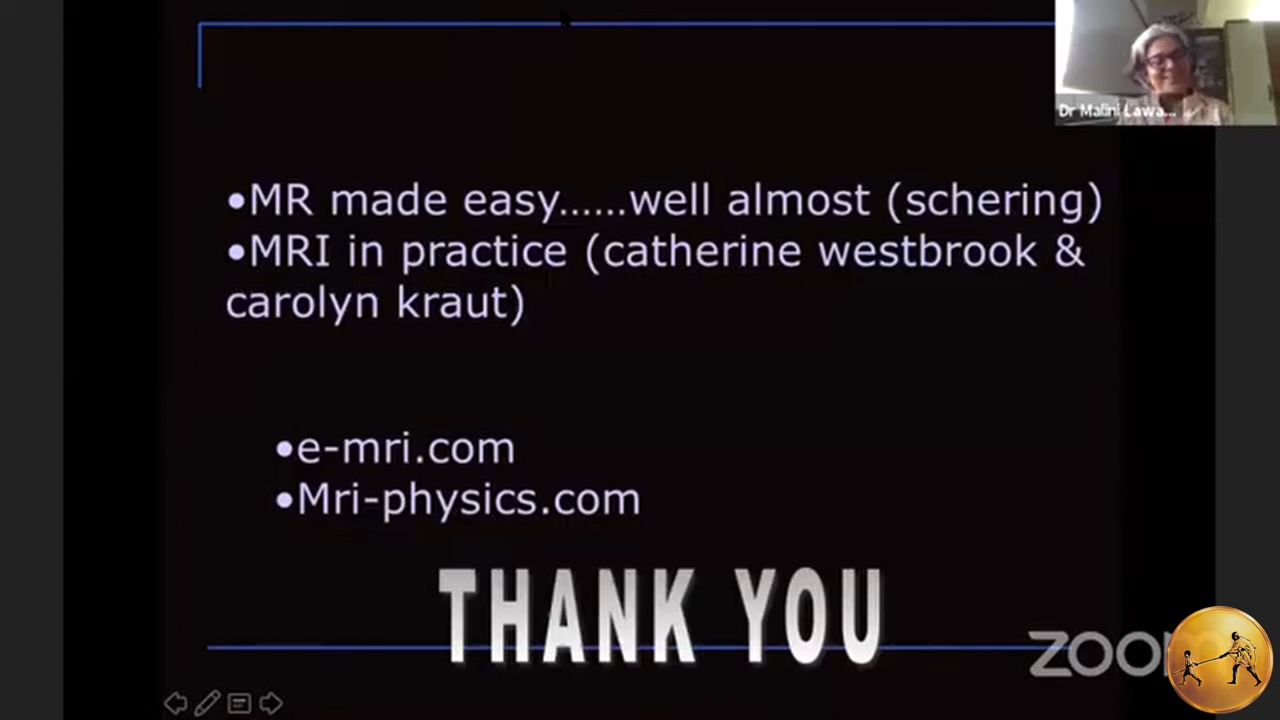 Dr Malini Lawa...
•MR made easy......well almost (schering)
•MRI in practice (catherine westbrook &
carolyn kraut)
•e-mri.com
•Mri-physics.com
THANK YOU
zoom